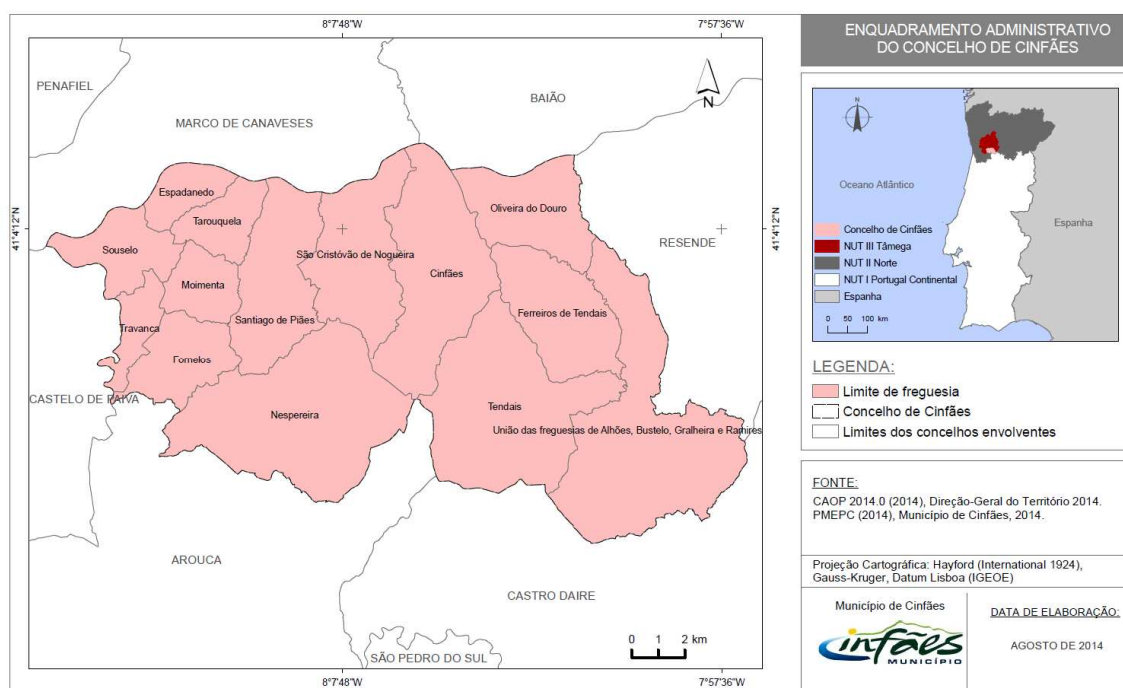 8°7'48"W
7°57'36"W
PENAFIEL
BAIÃO
MARCO DE CANAVESES
N
Espadanedo
Tarouquela
Oliveira do Douro
41°4'12"N
41°4'12"N
Souselo
RESENDE
São Cristóvão de Nogueira
Cinfães
Moimenta
Ferreiros de Tendais
Santiago de Piães
Travanca
Fornelos
CASTELO DE PAIVA
Nespereira
Tendais
União das freguesias de Alhões, Bustelo, Gralheira e Ramires
AROUCA
CASTRO DAIRE
SÃO PEDRO DO SUL
0 1 2 km
8°7'48"W
7°57'36"W
ENQUADRAMENTO ADMINISTRATIVO
DO CONCELHO DE CINFÃES
N
Oceano Atlântico
Espanha
Concelho de Cinfães
NUT III Tâmega
NUT II Norte
NUT I Portugal Continental
Espanha
0 50 100 km
LEGENDA:
Limite de freguesia
Concelho de Cinfães
Limites dos concelhos envolventes
FONTE:
CAOP 2014.0 (2014), Direção-Geral do Território 2014.
PMEPC (2014), Município de Cinfães, 2014.
Projeção Cartográfica: Hayford (International 1924),
Gauss-Kruger, Datum Lisboa (IGEOE)
Município de Cinfães
Cinfães
MUNICÍPIO
DATA DE ELABORAÇÃO:
AGOSTO DE 2014